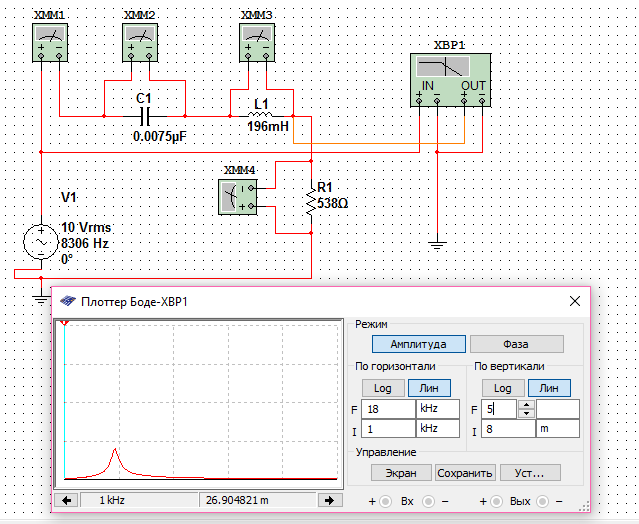 XMM1
XMM2
XMM3
XBP1
IN
OUT
C1
0.0075µF
L1
196mH
XMM4
R1
538Ω
V1
10 Vrms
8306 Hz
0°
Плоттер Боде-XBP1
Режим
Амплитуда
Фаза
По горизонтали
По вертикали
Log
Лин
Log
Лин
F
18
kHz
F
5
I
1
kHz
I
8
m
Управление
Экран
Сохранить
Уст...
1 kHz
26.904821 m
+
Вх
−
+
Вых
−